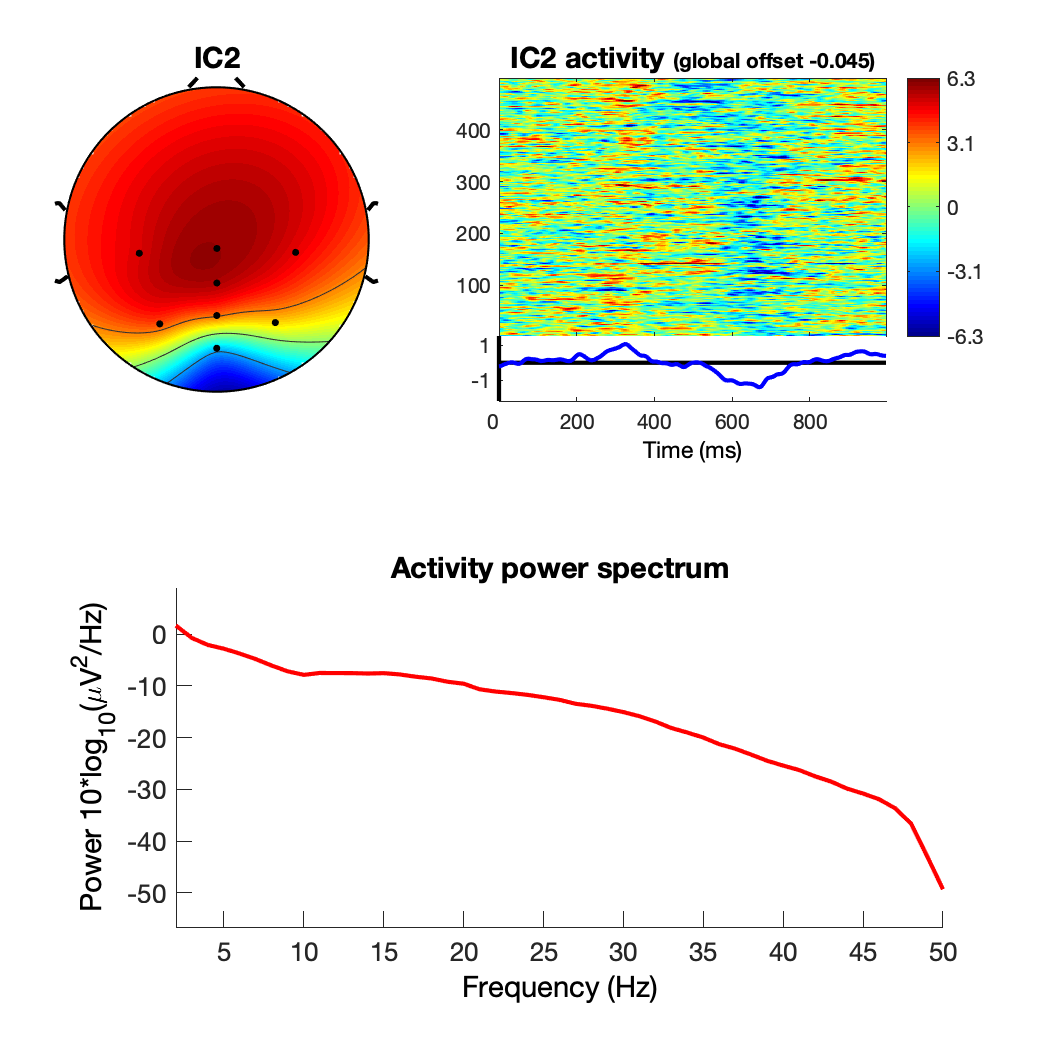 IC2
IC2 activity (global offset -0.045)
400
300
200
100
1
-1
0 200 400 600 800
Time (ms)
6.3
3.1
0
-3.1
-6.3
Activity power spectrum
Power 10*log10(μV2/Hz)
0
-10
-20
-30
-40
-50
5 10 15 20 25 30 35 40 45 50
Frequency (Hz)